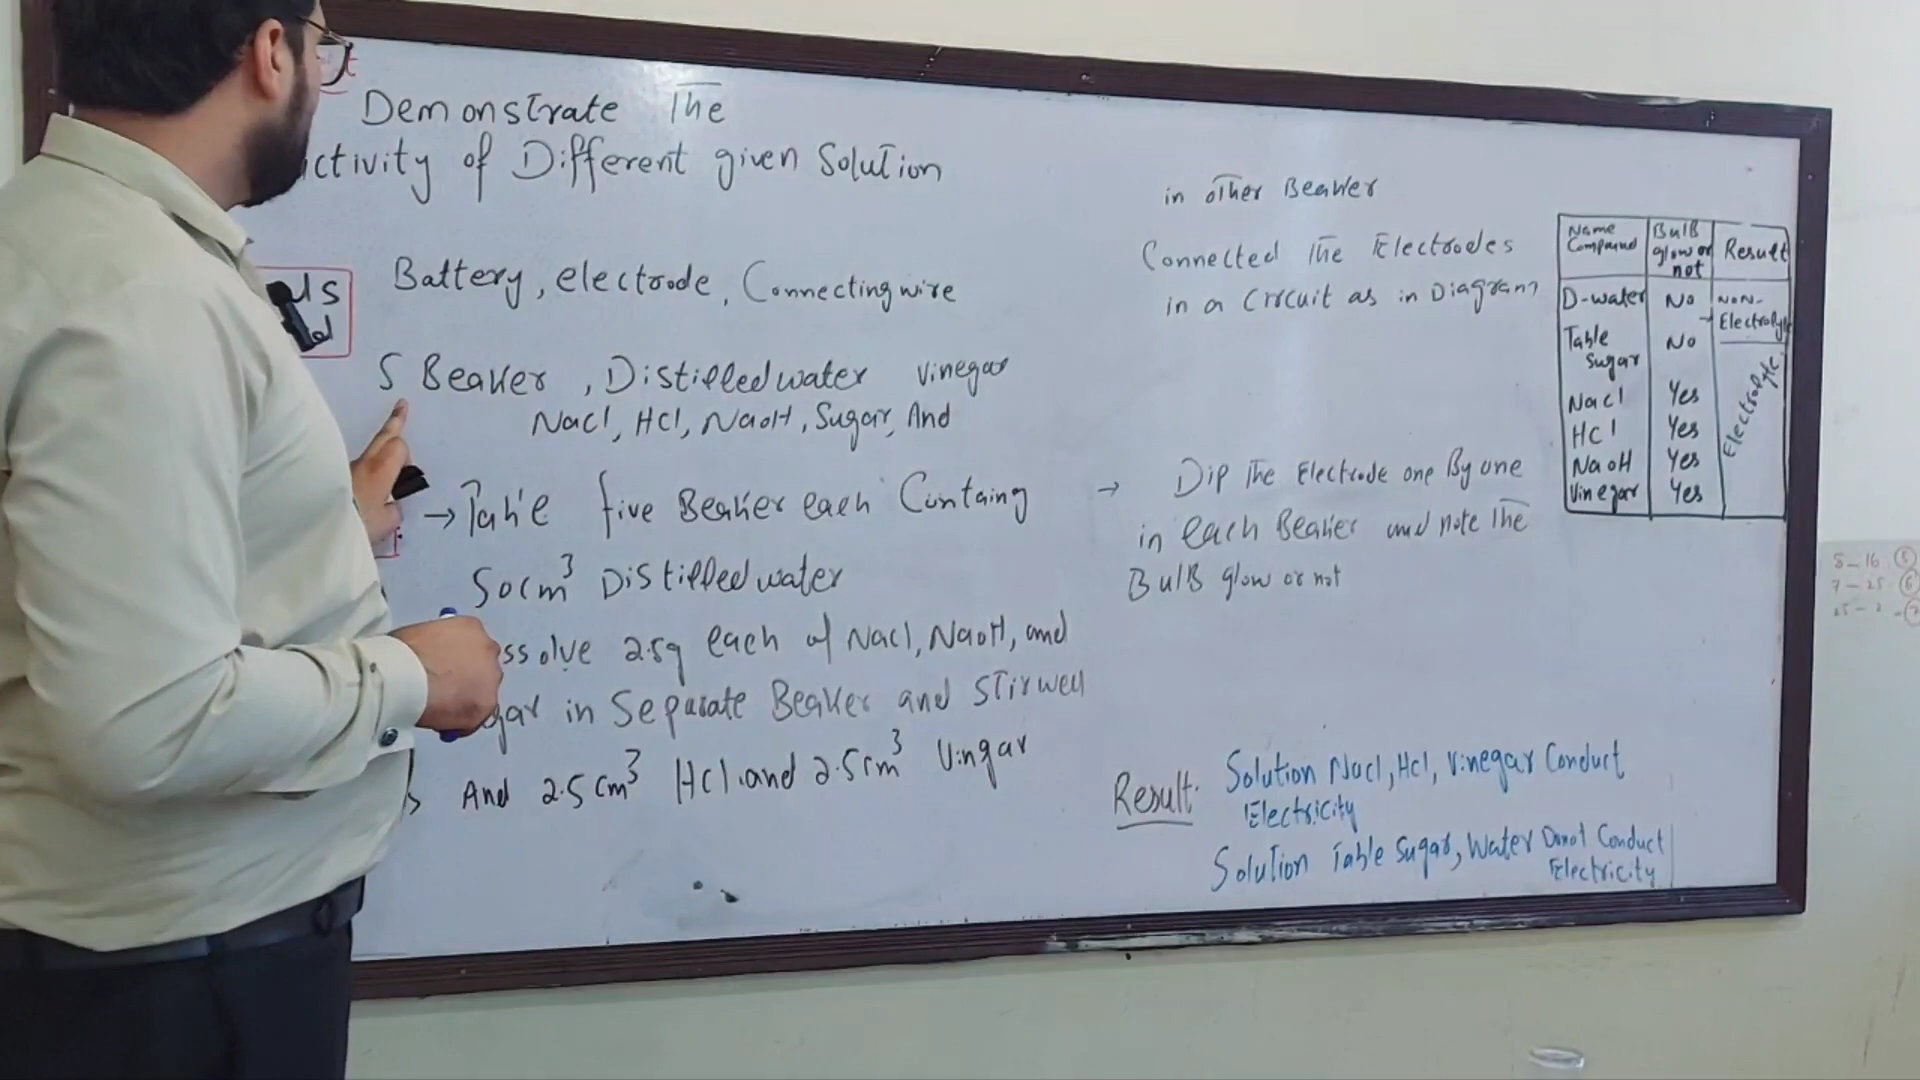 Demonstrate The
ctivity of Different given Solution
Battery, electrode, Connecting wire
5 Beaker, Distilled water Vinegar
Nacl, HCl, NaoH, Sugar, And
→ Take five Beaker each Containg
50cm³ Distilled water
ssolve 2.5g each of Nacl, NaoH, and
gar in Separate Beaker and Stir well
And 2.5cm³ Hcl and 2.5cm³ Vingar
in other Beaker
Connected The Electrodes
in a Circuit as in Diagram
→ Dip The Electrode one By one
in each Beaker and note The
Bulb glow or not
Name Compound Bulb glow or not Result
D-water No NON-Electrolyte
Table Sugar No
Nacl Yes Electrolytic
HCl Yes
NaoH Yes
Vinegar Yes
Result: Solution Nacl, Hcl, Vinegar Conduct
Electricity
Solution Table Sugar, Water Donot Conduct
Electricity
8-16 5
7-25 6